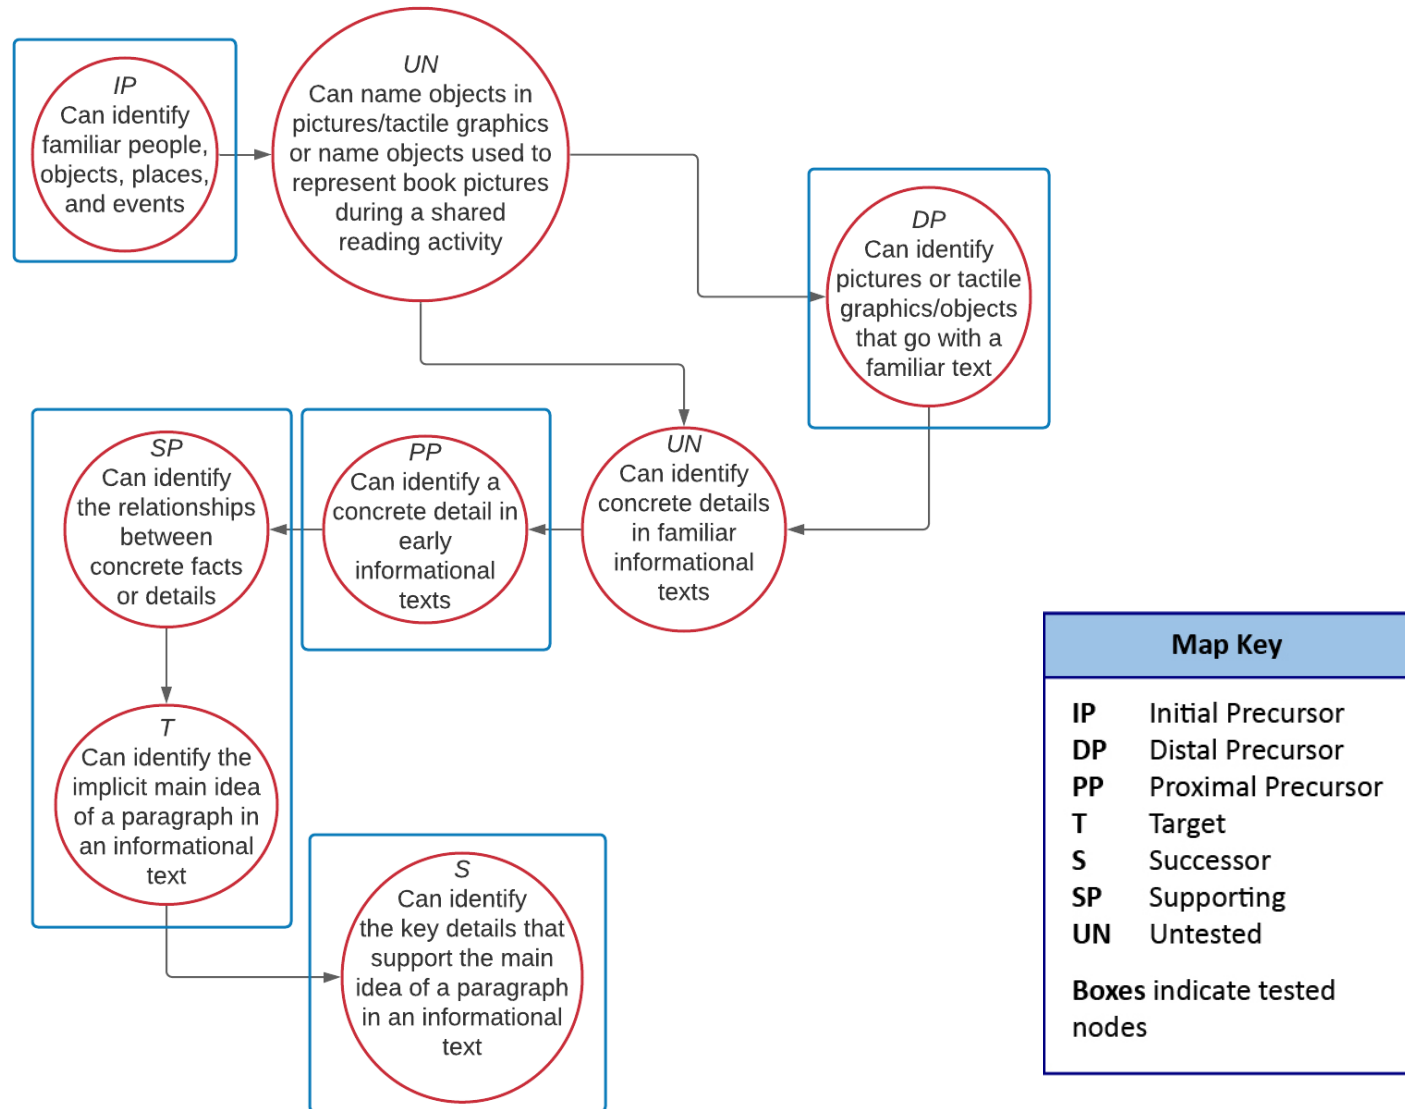 IP
Can identify
familiar people,
objects, places,
and events
UN
Can name objects in
pictures/tactile graphics
or name objects used to
represent book pictures
during a shared
reading activity
DP
Can identify
pictures or tactile
graphics/objects
that go with a
familiar text
SP
Can identify
the relationships
between
concrete facts
or details
PP
Can identify a
concrete detail in
early
informational
texts
UN
Can identify
concrete details
in familiar
informational
texts
T
Can identify the
implicit main idea
of a paragraph in
an informational
text
S
Can identify
the key details that
support the main
idea of a paragraph
in an informational
text
Map Key
IP Initial Precursor
DP Distal Precursor
PP Proximal Precursor
T Target
S Successor
SP Supporting
UN Untested
Boxes indicate tested
nodes